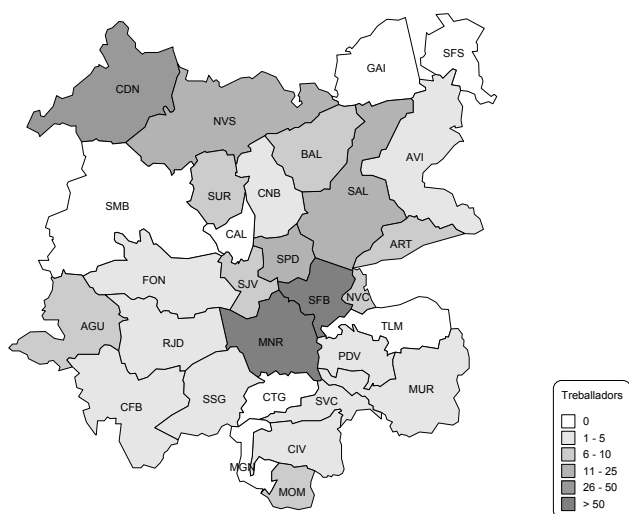 SFS
GAI
CDN
NVS
BAL
AVI
SUR
CNB
SAL
SMB
CAL
ART
SPD
FON
SJV
SFB
NVC
AGU
TLM
RJD
MNR
PDV
MUR
CFB
SSG
CTG
SVC
CIV
MGN
MOM
Treballadors
0
1 - 5
6 - 10
11 - 25
26 - 50
> 50